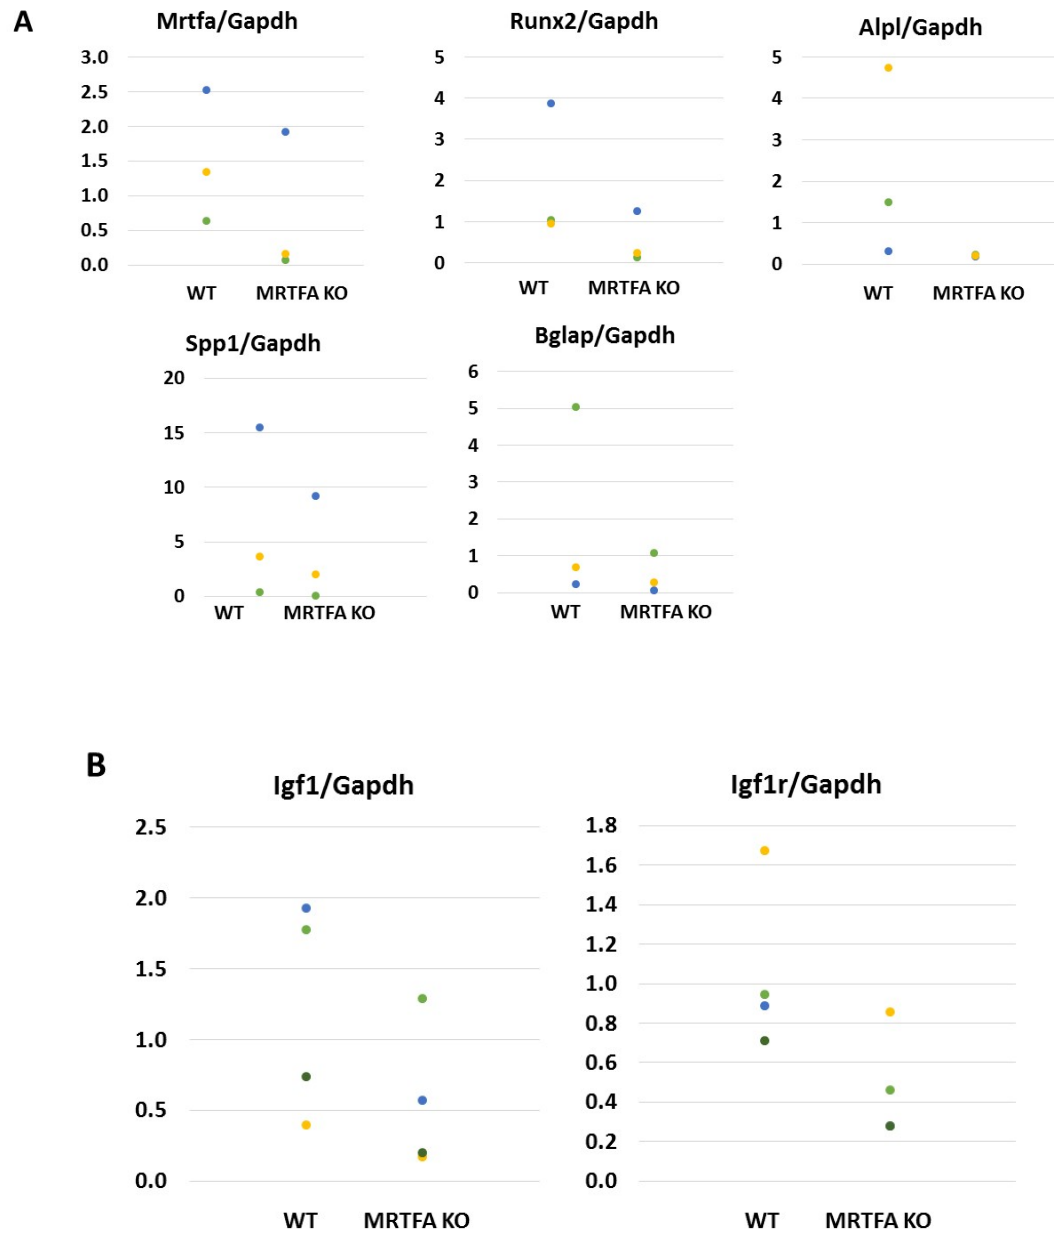 A
Mrtfa/Gapdh
3.0
2.5
2.0
1.5
1.0
0.5
0.0
WT MRTFA KO
Runx2/Gapdh
5
4
3
2
1
0
WT MRTFA KO
Alpl/Gapdh
5
4
3
2
1
0
WT MRTFA KO
Spp1/Gapdh
20
15
10
5
0
WT MRTFA KO
Bglap/Gapdh
6
5
4
3
2
1
0
WT MRTFA KO
B
Igf1/Gapdh
2.5
2.0
1.5
1.0
0.5
0.0
WT MRTFA KO
Igf1r/Gapdh
1.8
1.6
1.4
1.2
1.0
0.8
0.6
0.4
0.2
0.0
WT MRTFA KO